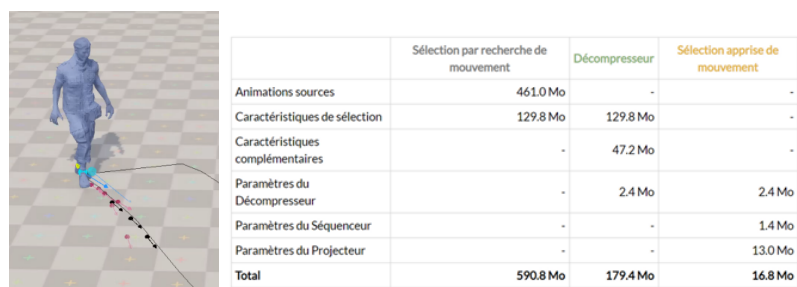 Sélection par recherche de mouvement Décompresseur Sélection apprise de mouvement
Animations sources 461.0 Mo - -
Caractéristiques de sélection 129.8 Mo 129.8 Mo -
Caractéristiques complémentaires - 47.2 Mo -
Paramètres du Décompresseur - 2.4 Mo 2.4 Mo
Paramètres du Séquenceur - - 1.4 Mo
Paramètres du Projecteur - - 13.0 Mo
Total 590.8 Mo 179.4 Mo 16.8 Mo